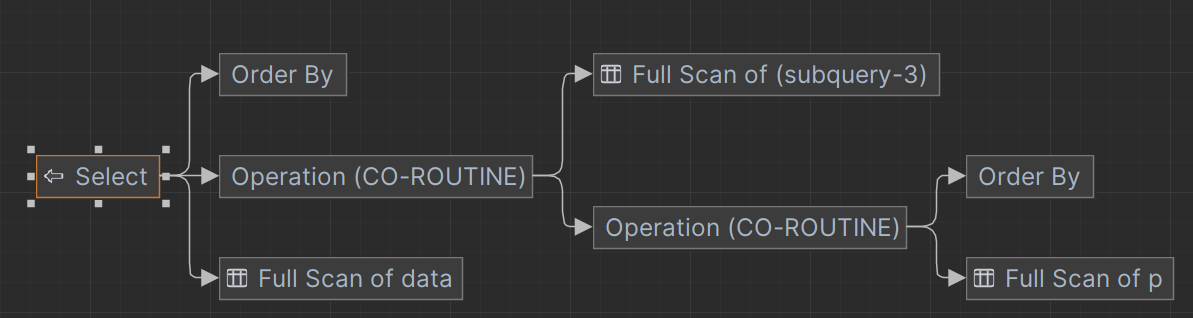 Order By
Full Scan of (subquery-3)
Select
Operation (CO-ROUTINE)
Order By
Operation (CO-ROUTINE)
Full Scan of data
Full Scan of p